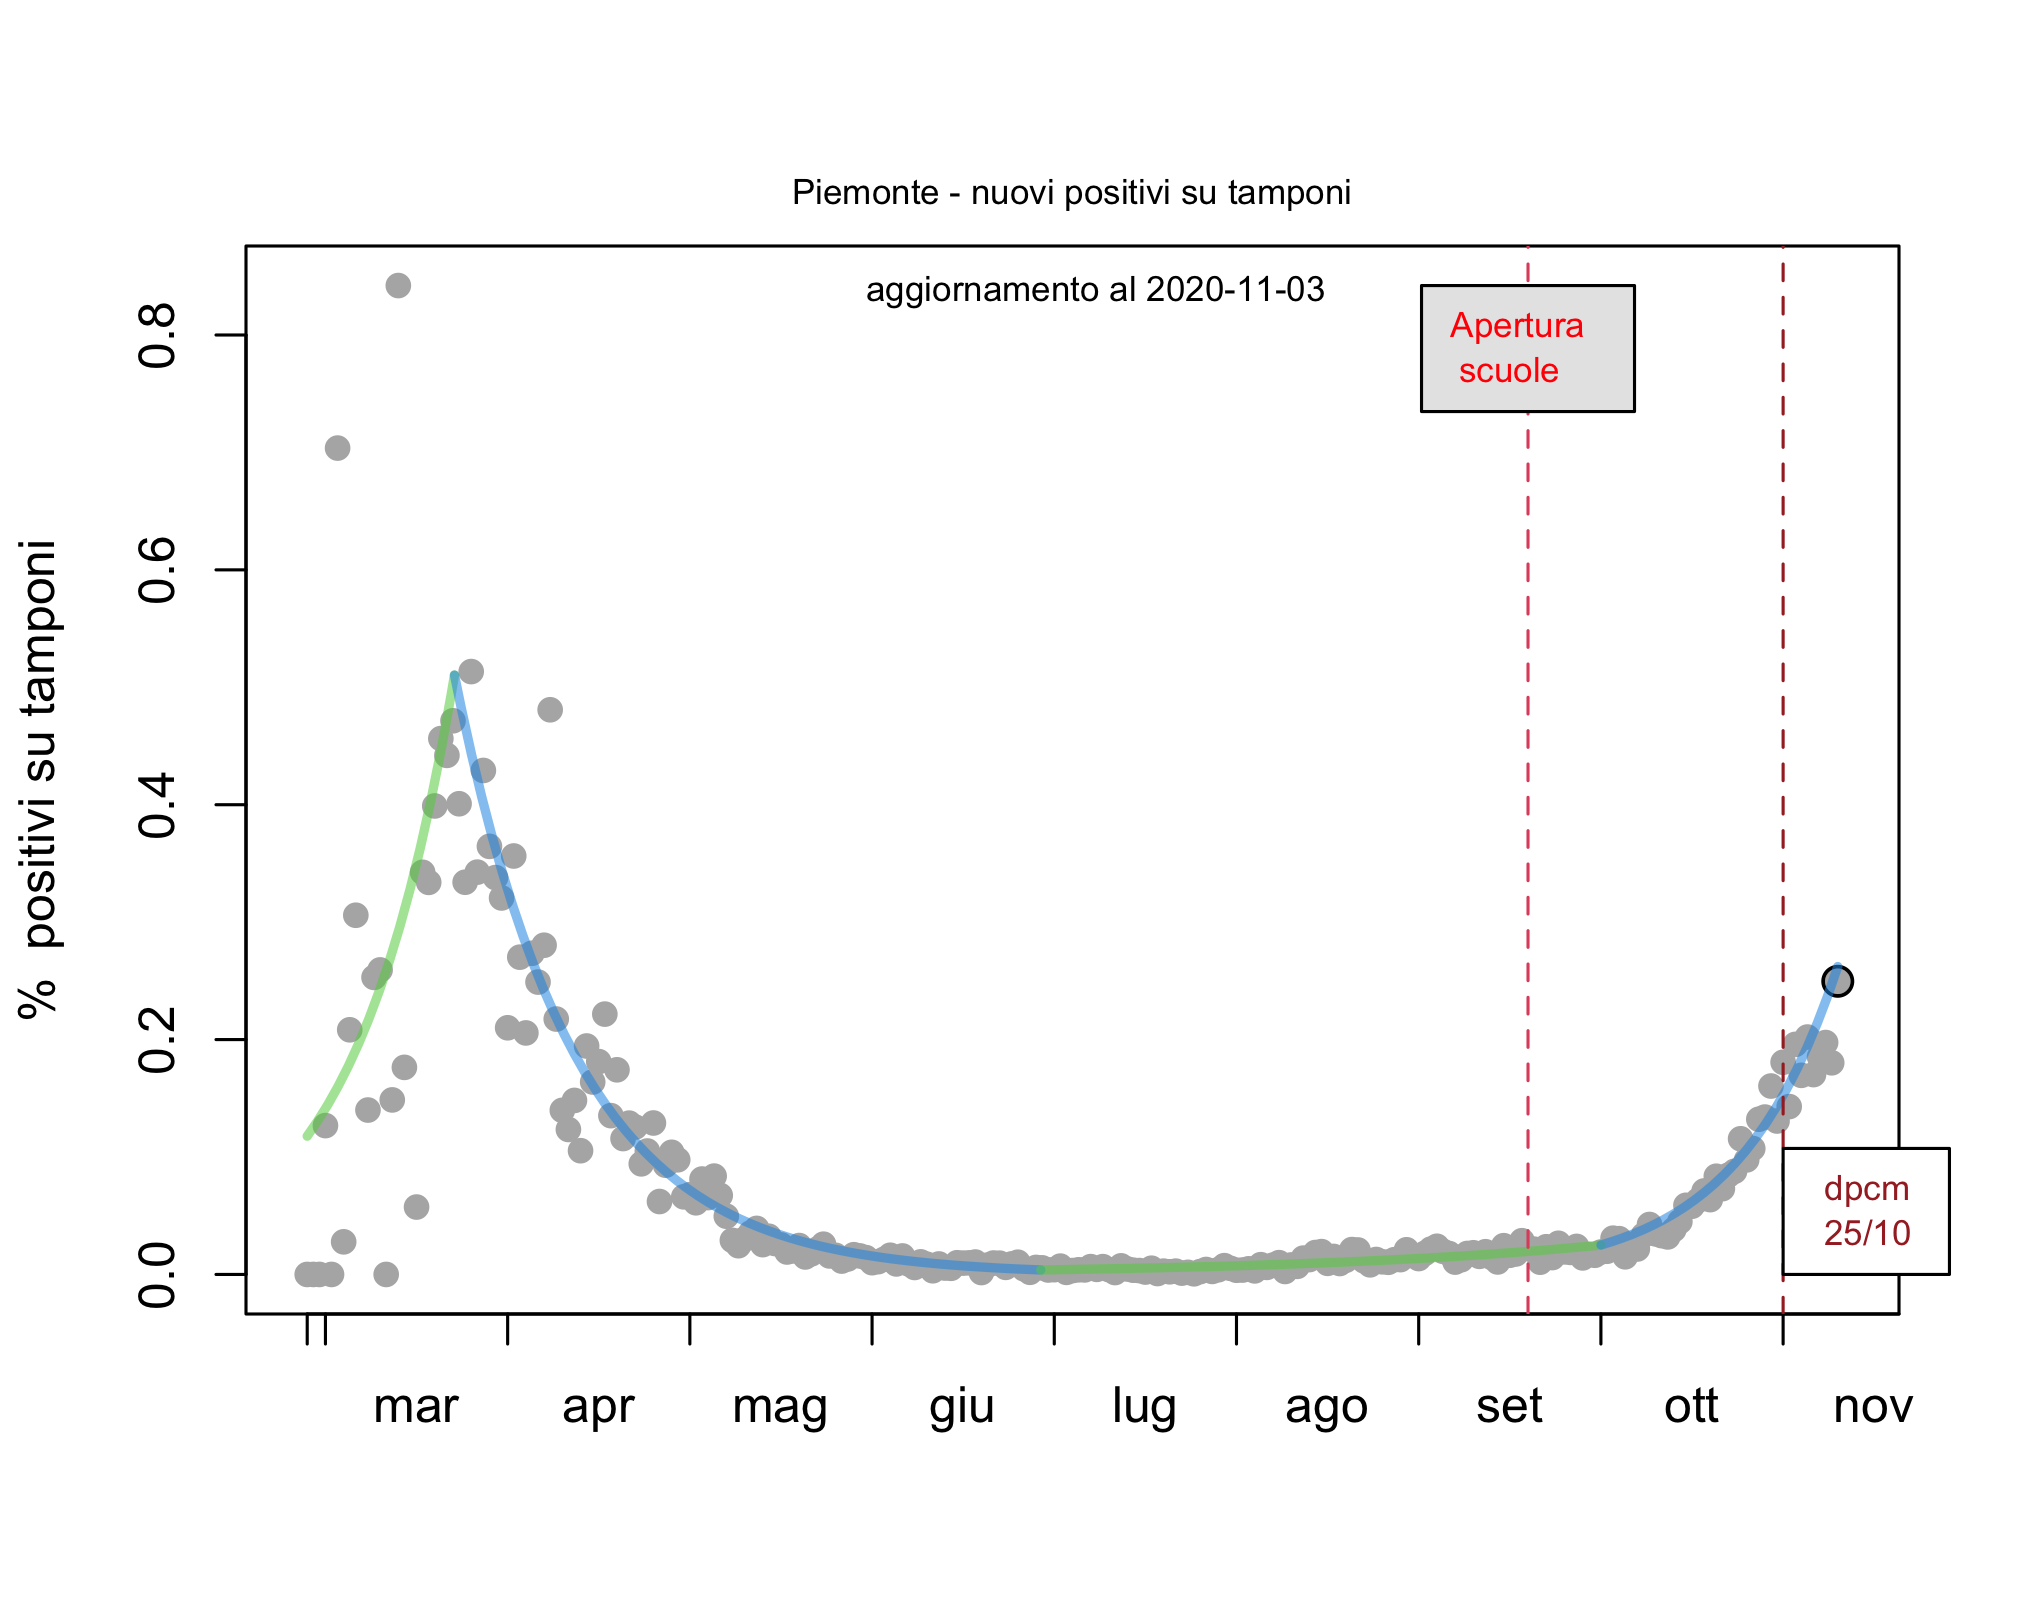 Piemonte - nuovi positivi su tamponi
aggiornamento al 2020-11-03
Apertura
scuole
% positivi su tamponi
0.8
0.6
0.4
0.2
0.0
dpcm
25/10
mar apr mag giu lug ago set ott nov